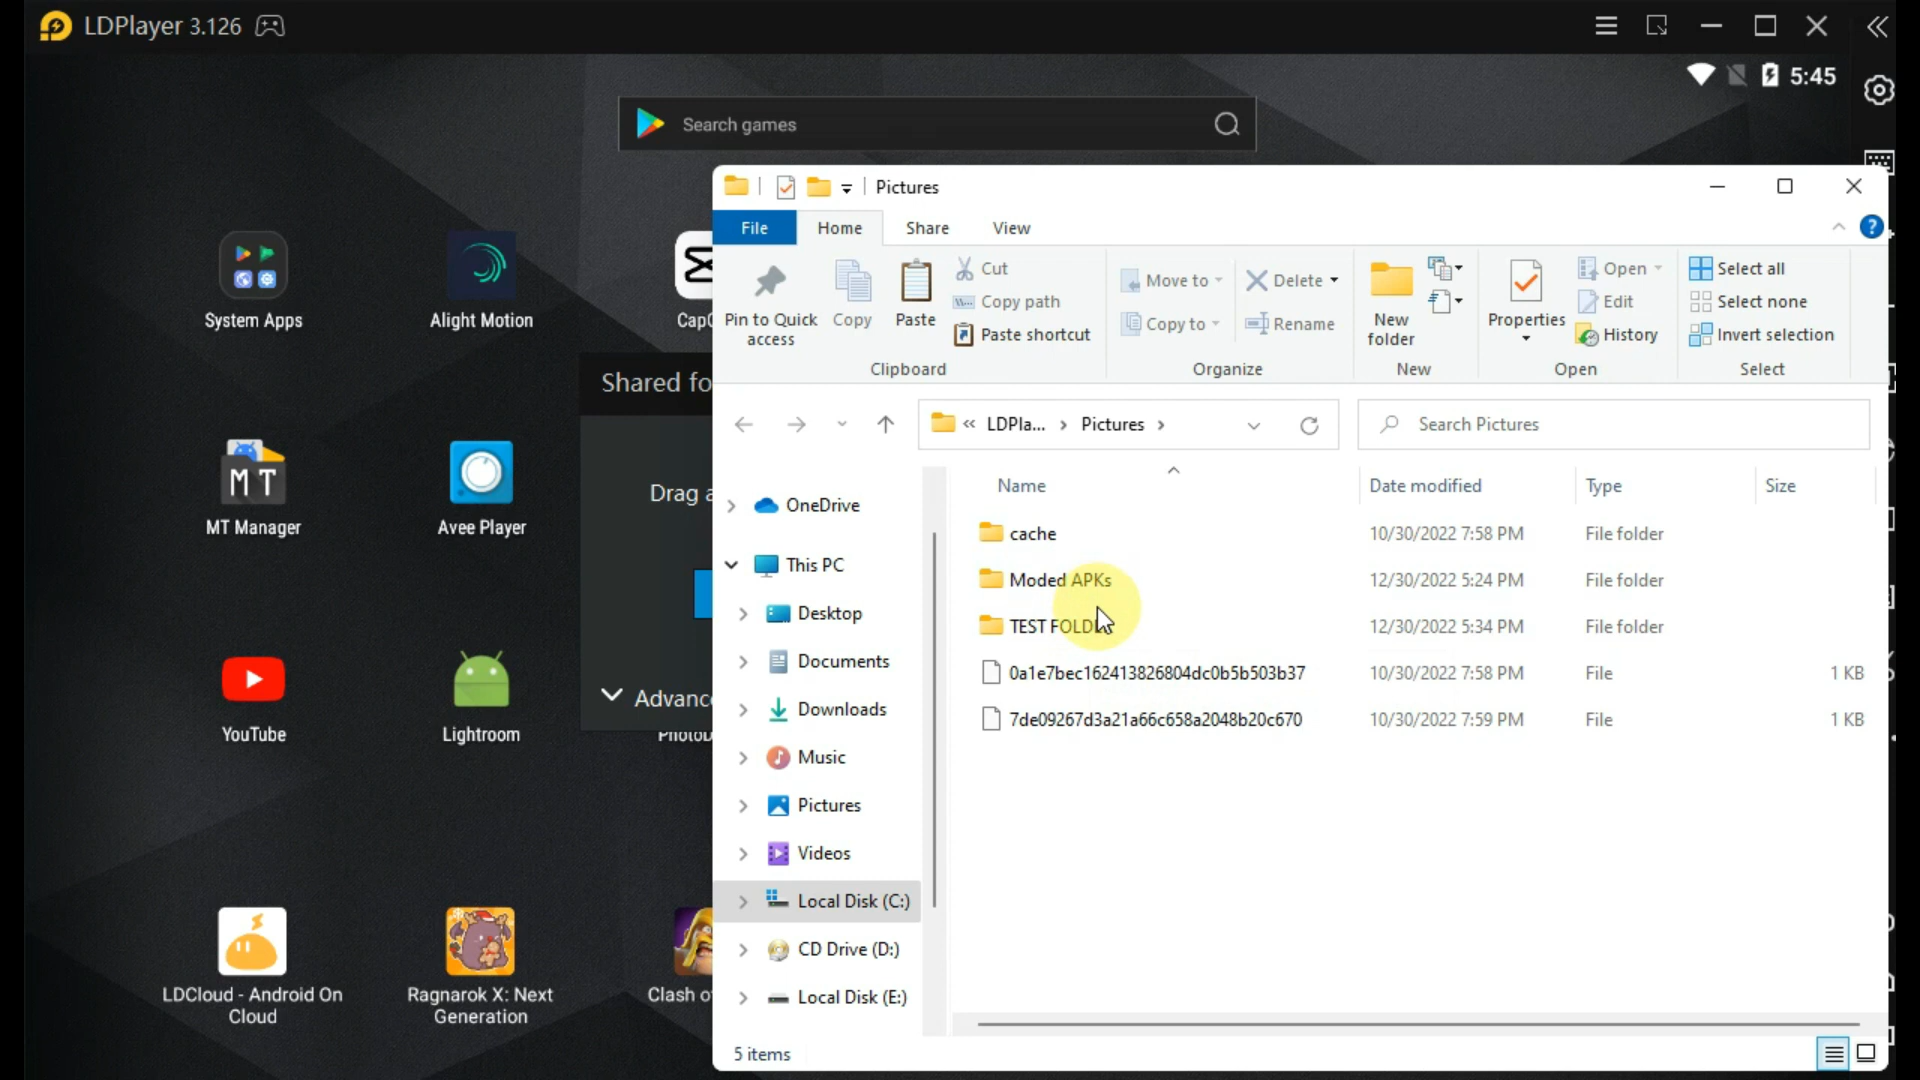 LDPlayer 3.126
5:45
Search games
System Apps
Alight Motion
MT
MT Manager
Avee Player
YouTube
Lightroom
LDCloud - Android On
Cloud
Ragnarok X: Next
Generation
Clash
Shared
Drag
Pictures
File
Home
Share
View
?
Pin to Quick
access
Copy
Paste
Cut
Copy path
Paste shortcut
Clipboard
Move to
Copy to
Delete
Rename
Organize
New
folder
New
Properties
Open
Edit
History
Open
Select all
Select none
Invert selection
Select
« LDPla... › Pictures ›
Search Pictures
Name
Date modified
Type
Size
OneDrive
This PC
Desktop
Documents
Downloads
Music
Pictures
Videos
Local Disk (C:)
CD Drive (D:)
Local Disk (E:)
cache 10/30/2022 7:58 PM File folder
Moded APKs 12/30/2022 5:24 PM File folder
TEST FOLDER 12/30/2022 5:34 PM File folder
0a1e7bec162413826804dc0b5b503b37 10/30/2022 7:58 PM File 1 KB
7de09267d3a21a66c658a2048b20c670 10/30/2022 7:59 PM File 1 KB
5 items